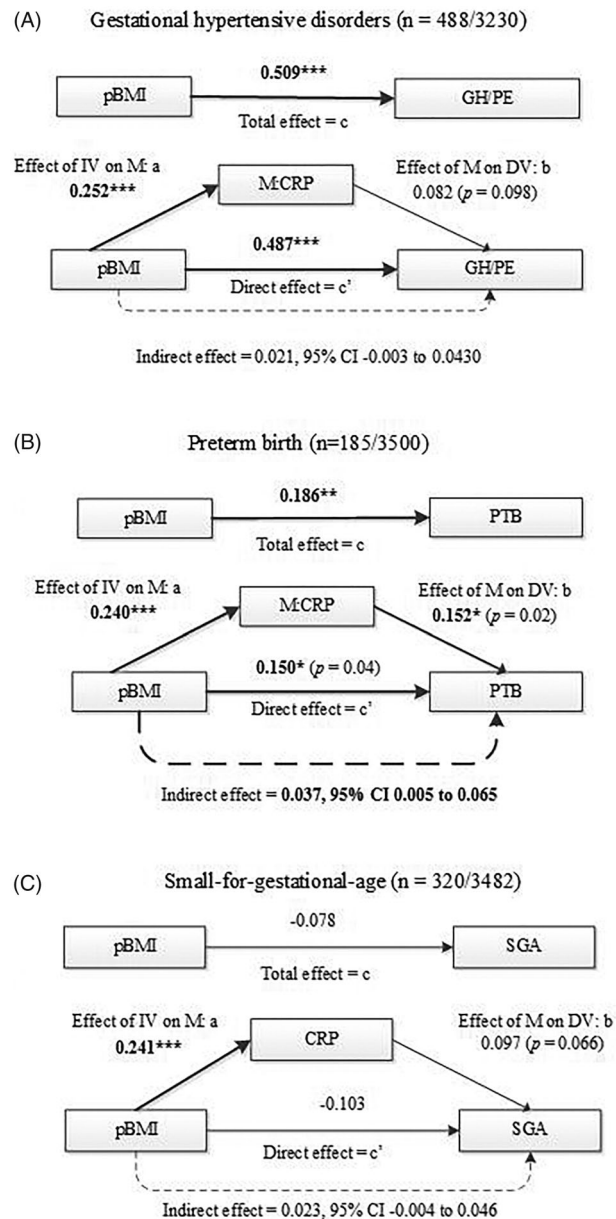 (A)
Gestational hypertensive disorders (n = 488/3230)
0.509***
pBMI
GH/PE
Total effect = c
Effect of IV on M: a
0.252***
M:CRP
Effect of M on DV: b
0.082 (p = 0.098)
0.487***
pBMI
GH/PE
Direct effect = c'
Indirect effect = 0.021, 95% CI -0.003 to 0.0430
(B)
Preterm birth (n=185/3500)
0.186**
pBMI
PTB
Total effect = c
Effect of IV on M: a
0.240***
M:CRP
Effect of M on DV: b
0.152* (p = 0.02)
0.150* (p = 0.04)
pBMI
PTB
Direct effect = c'
Indirect effect = 0.037, 95% CI 0.005 to 0.065
(C)
Small-for-gestational-age (n = 320/3482)
-0.078
pBMI
SGA
Total effect = c
Effect of IV on M: a
0.241***
CRP
Effect of M on DV: b
0.097 (p = 0.066)
-0.103
pBMI
SGA
Direct effect = c'
Indirect effect = 0.023, 95% CI -0.004 to 0.046